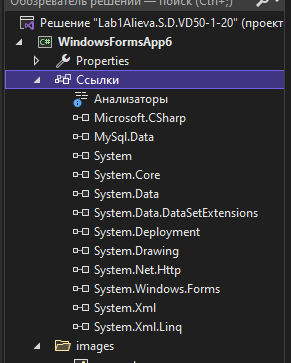 Обозреватель решений — поиск (Ctrl+;)
Решение "Lab1Alieva.S.D.VD50-1-20" (проект
C# WindowsFormsApp6
Properties
Ссылки
Анализаторы
Microsoft.CSharp
MySql.Data
System
System.Core
System.Data
System.Data.DataSetExtensions
System.Deployment
System.Drawing
System.Net.Http
System.Windows.Forms
System.Xml
System.Xml.Linq
images